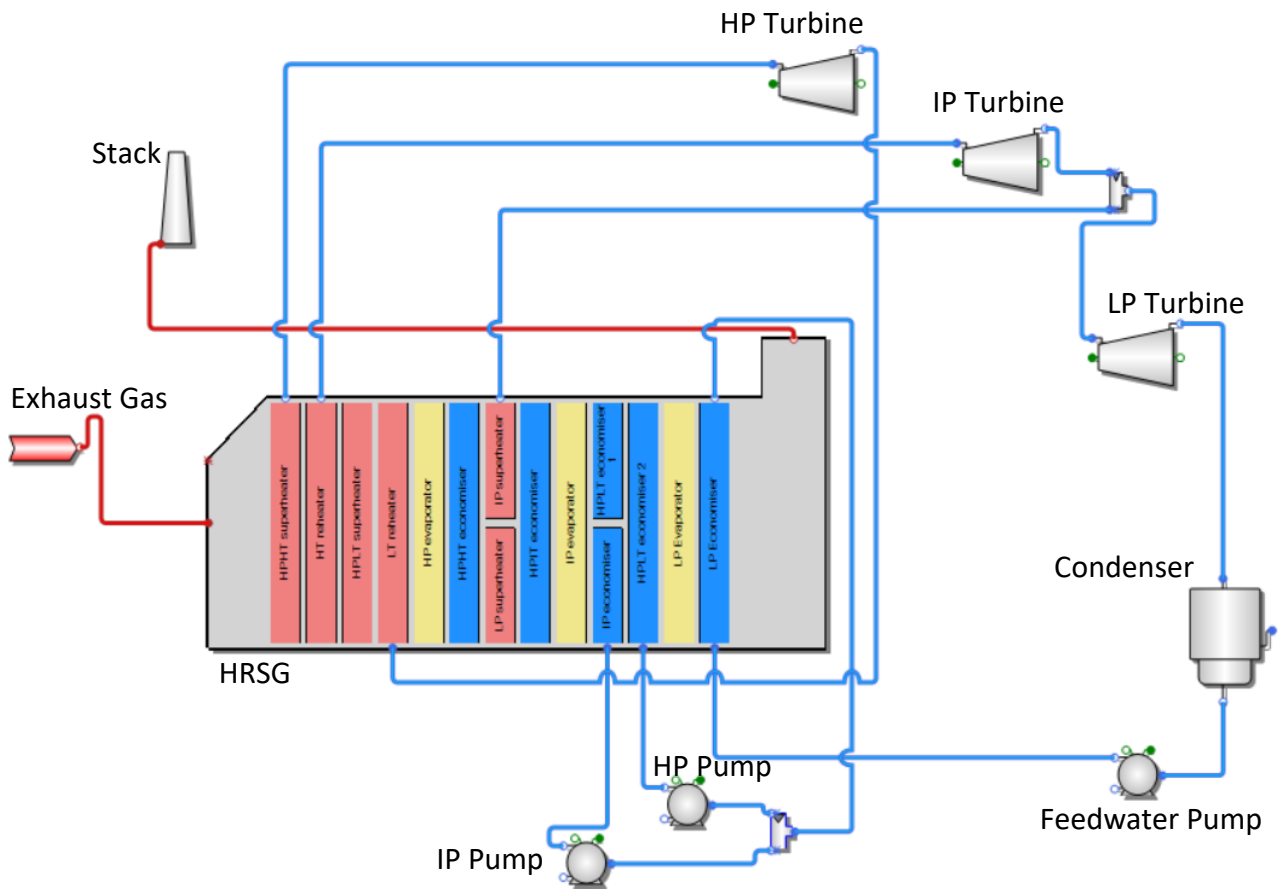 HP Turbine
IP Turbine
Stack
LP Turbine
Exhaust Gas
HPHT superheater
HT reheater
HPLT superheater
LT reheater
HP evaporator
HPHT economiser
IP superheater
LP superheater
HPIT economiser
IP evaporator
HPLT economiser
1
IP economiser
HPLT economiser 2
LP Evaporator
LP Economiser
Condenser
HRSG
HP Pump
Feedwater Pump
IP Pump